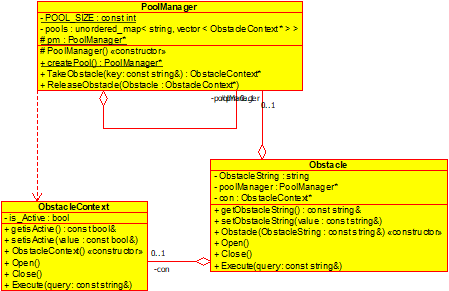 PoolManager
- POOL_SIZE : const int
- pools : unordered_map< string, vector < ObstacleContext* > >
# pm : PoolManager*
# PoolManager() «constructor»
+ createPool() : PoolManager*
+ TakeObstacle(key: const string&) : ObstacleContext*
+ ReleaseObstacle(Obstacle : ObstacleContext*)
0..1
Obstacle
- ObstacleString : string
- poolManager : PoolManager*
- con : ObstacleContext*
+ getObstacleString() : const string&
+ setObstacleString(value : const string&)
+ Obstacle(ObstacleString : const string&) «constructor»
+ Open()
+ Close()
+ Execute(query: const string&)
ObstacleContext
- is_Active : bool
+ getisActive() : const bool&
+ setisActive(value : const bool&)
+ ObstacleContext() «constructor»
+ Open()
+ Close()
+ Execute(query: const string&)
0..1
-con